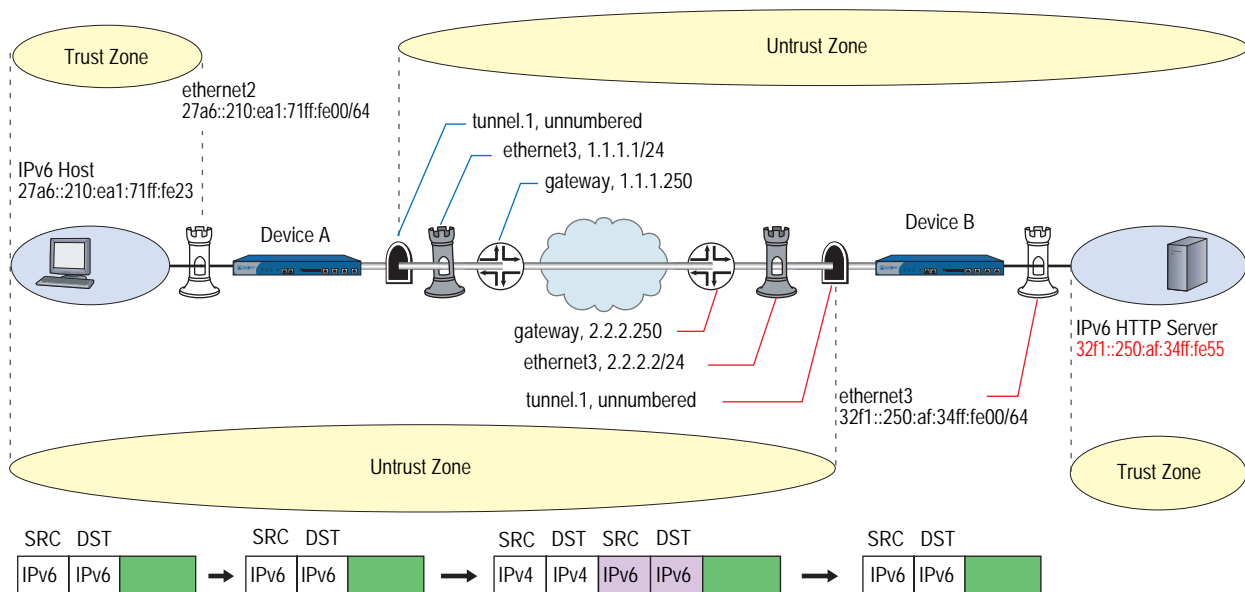 Trust Zone
Untrust Zone
ethernet2
27a6::210:ea1:71ff:fe00/64
tunnel.1, unnumbered
ethernet3, 1.1.1.1/24
gateway, 1.1.1.250
IPv6 Host
27a6::210:ea1:71ff:fe23
Device A
Device B
gateway, 2.2.2.250
ethernet3, 2.2.2.2/24
tunnel.1, unnumbered
IPv6 HTTP Server
32f1::250:af:34ff:fe55
ethernet3
32f1::250:af:34ff:fe00/64
Untrust Zone
Trust Zone
SRC DST
IPv6 IPv6
SRC DST
IPv6 IPv6
SRC DST SRC DST
IPv4 IPv4 IPv6 IPv6
SRC DST
IPv6 IPv6